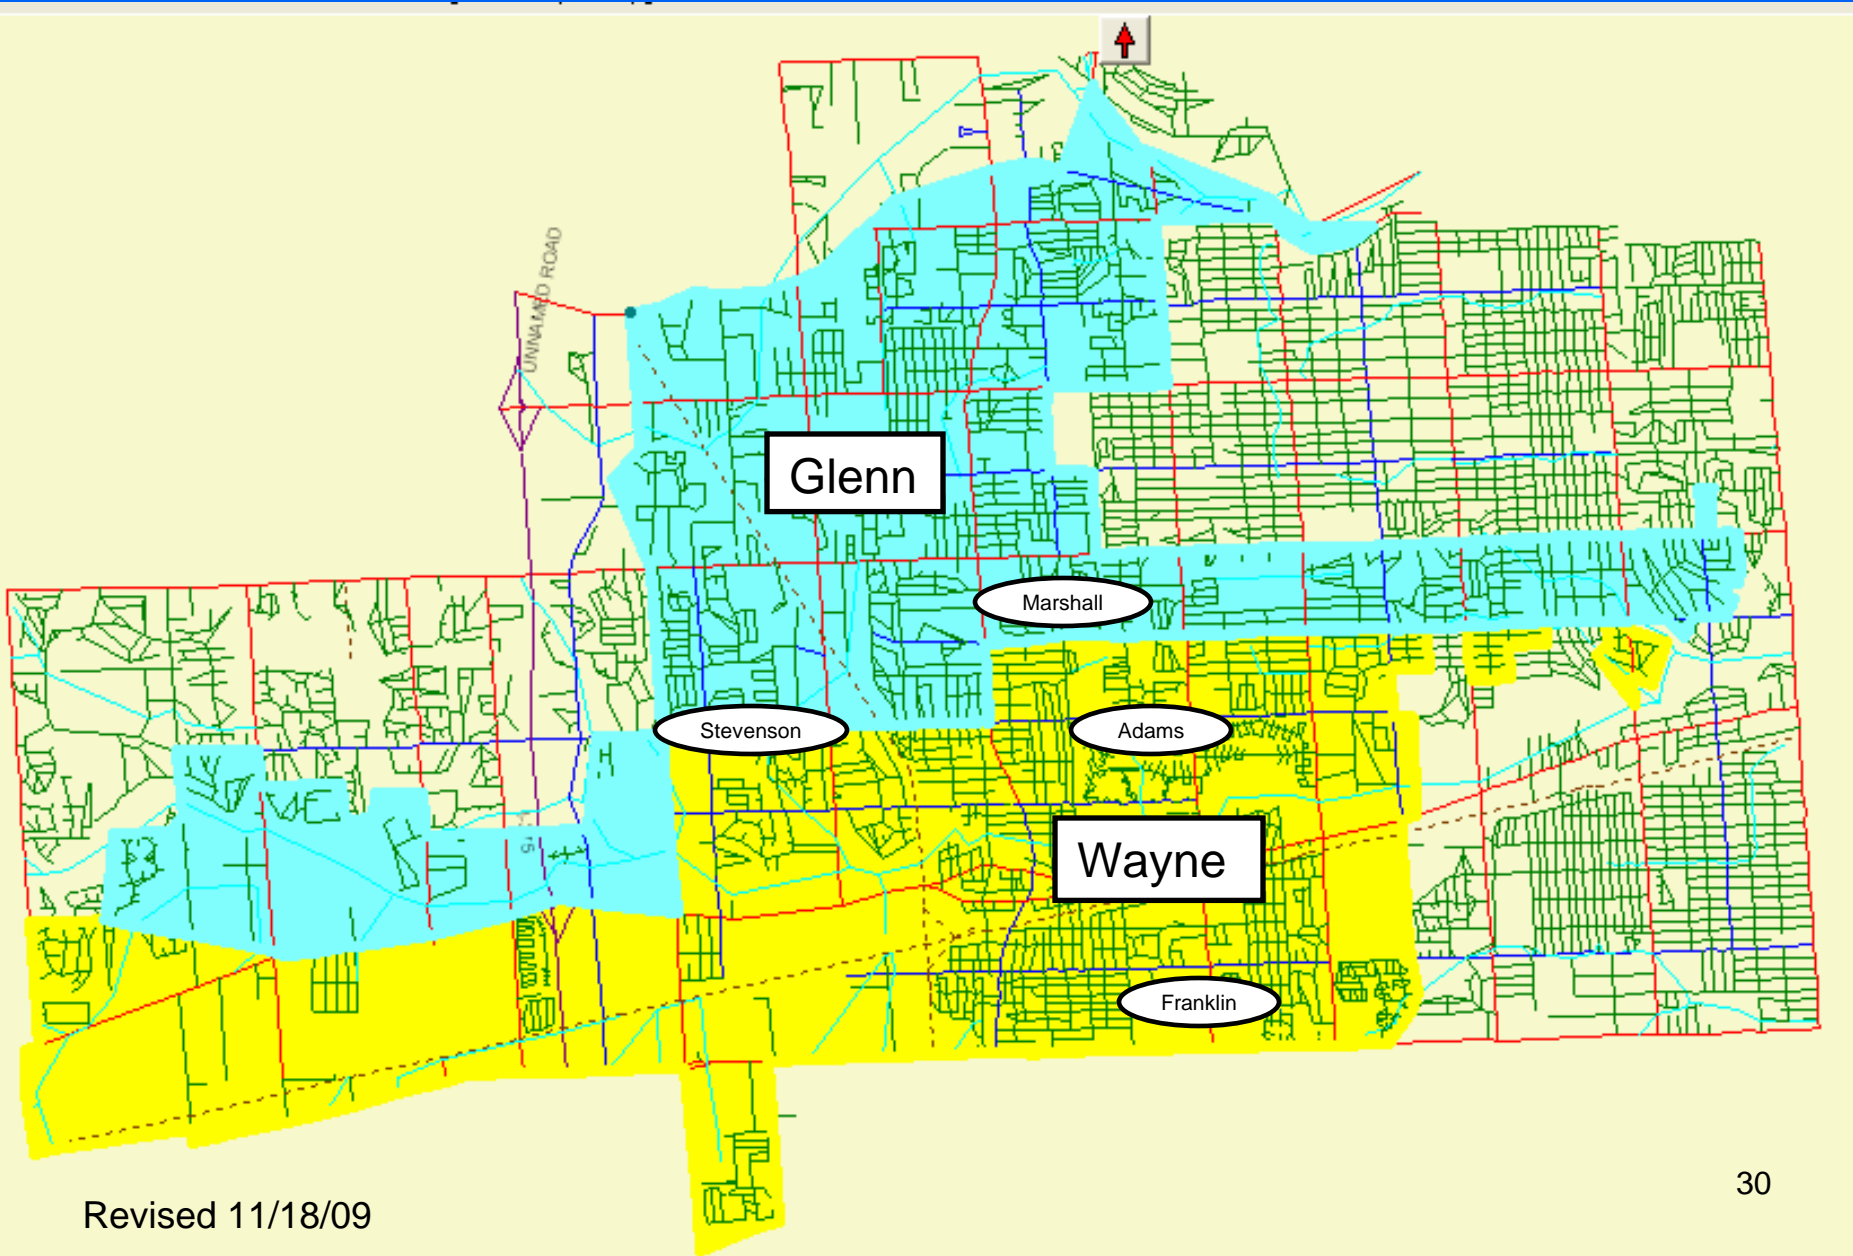 UNNAMED ROAD
Glenn
Marshall
Stevenson
Adams
Wayne
Franklin
30
Revised 11/18/09